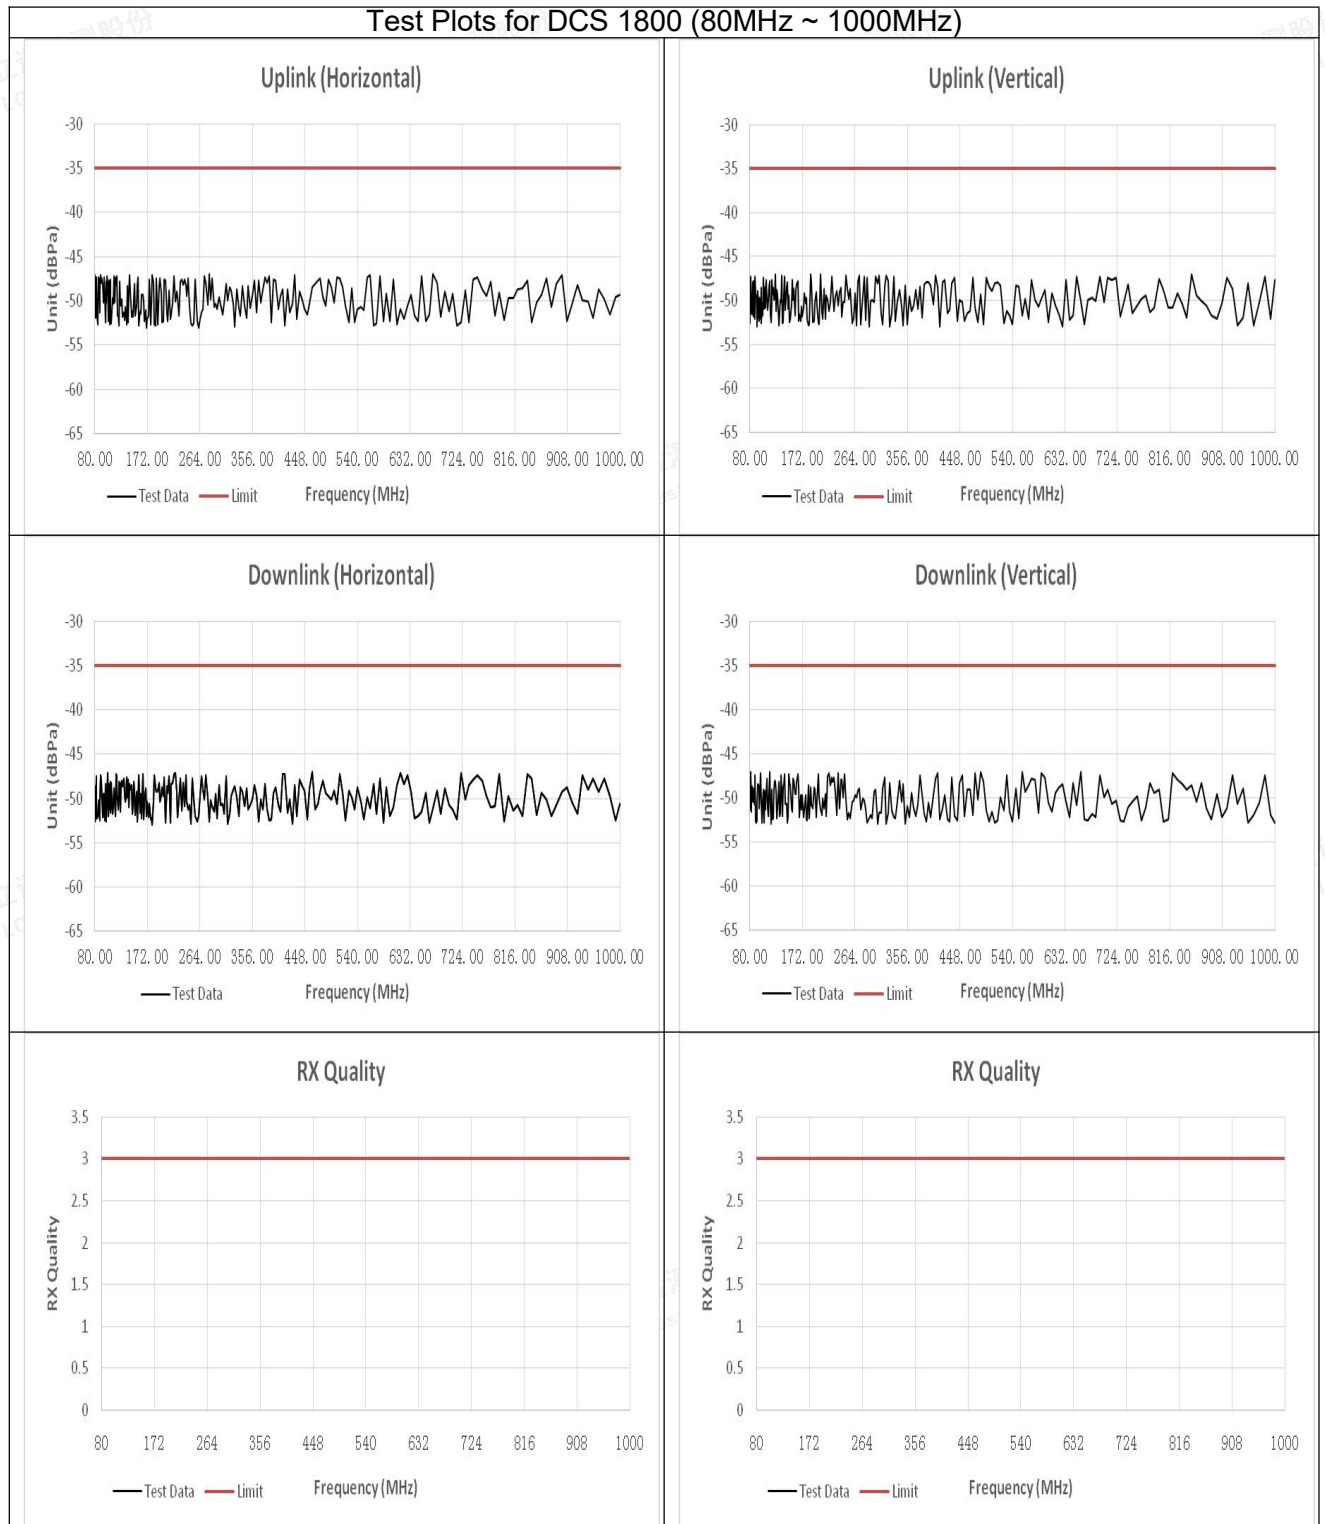 Test Plots for DCS 1800 (80MHz ~ 1000MHz)
Uplink (Horizontal)
-30
-35
-40
-45
-50
-55
-60
-65
Unit (dBPa)
80.00 172.00 264.00 356.00 448.00 540.00 632.00 724.00 816.00 908.00 1000.00
Test Data Limit Frequency (MHz)
Uplink (Vertical)
-30
-35
-40
-45
-50
-55
-60
-65
Unit (dBPa)
80.00 172.00 264.00 356.00 448.00 540.00 632.00 724.00 816.00 908.00 1000.00
Test Data Limit Frequency (MHz)
Downlink (Horizontal)
-30
-35
-40
-45
-50
-55
-60
-65
Unit (dBPa)
80.00 172.00 264.00 356.00 448.00 540.00 632.00 724.00 816.00 908.00 1000.00
Test Data Frequency (MHz)
Downlink (Vertical)
-30
-35
-40
-45
-50
-55
-60
-65
Unit (dBPa)
80.00 172.00 264.00 356.00 448.00 540.00 632.00 724.00 816.00 908.00 1000.00
Test Data Limit Frequency (MHz)
RX Quality
3.5
3
2.5
2
1.5
1
0.5
0
RX Quality
80 172 264 356 448 540 632 724 816 908 1000
Test Data Limit Frequency (MHz)
RX Quality
3.5
3
2.5
2
1.5
1
0.5
0
RX Quality
80 172 264 356 448 540 632 724 816 908 1000
Test Data Limit Frequency (MHz)